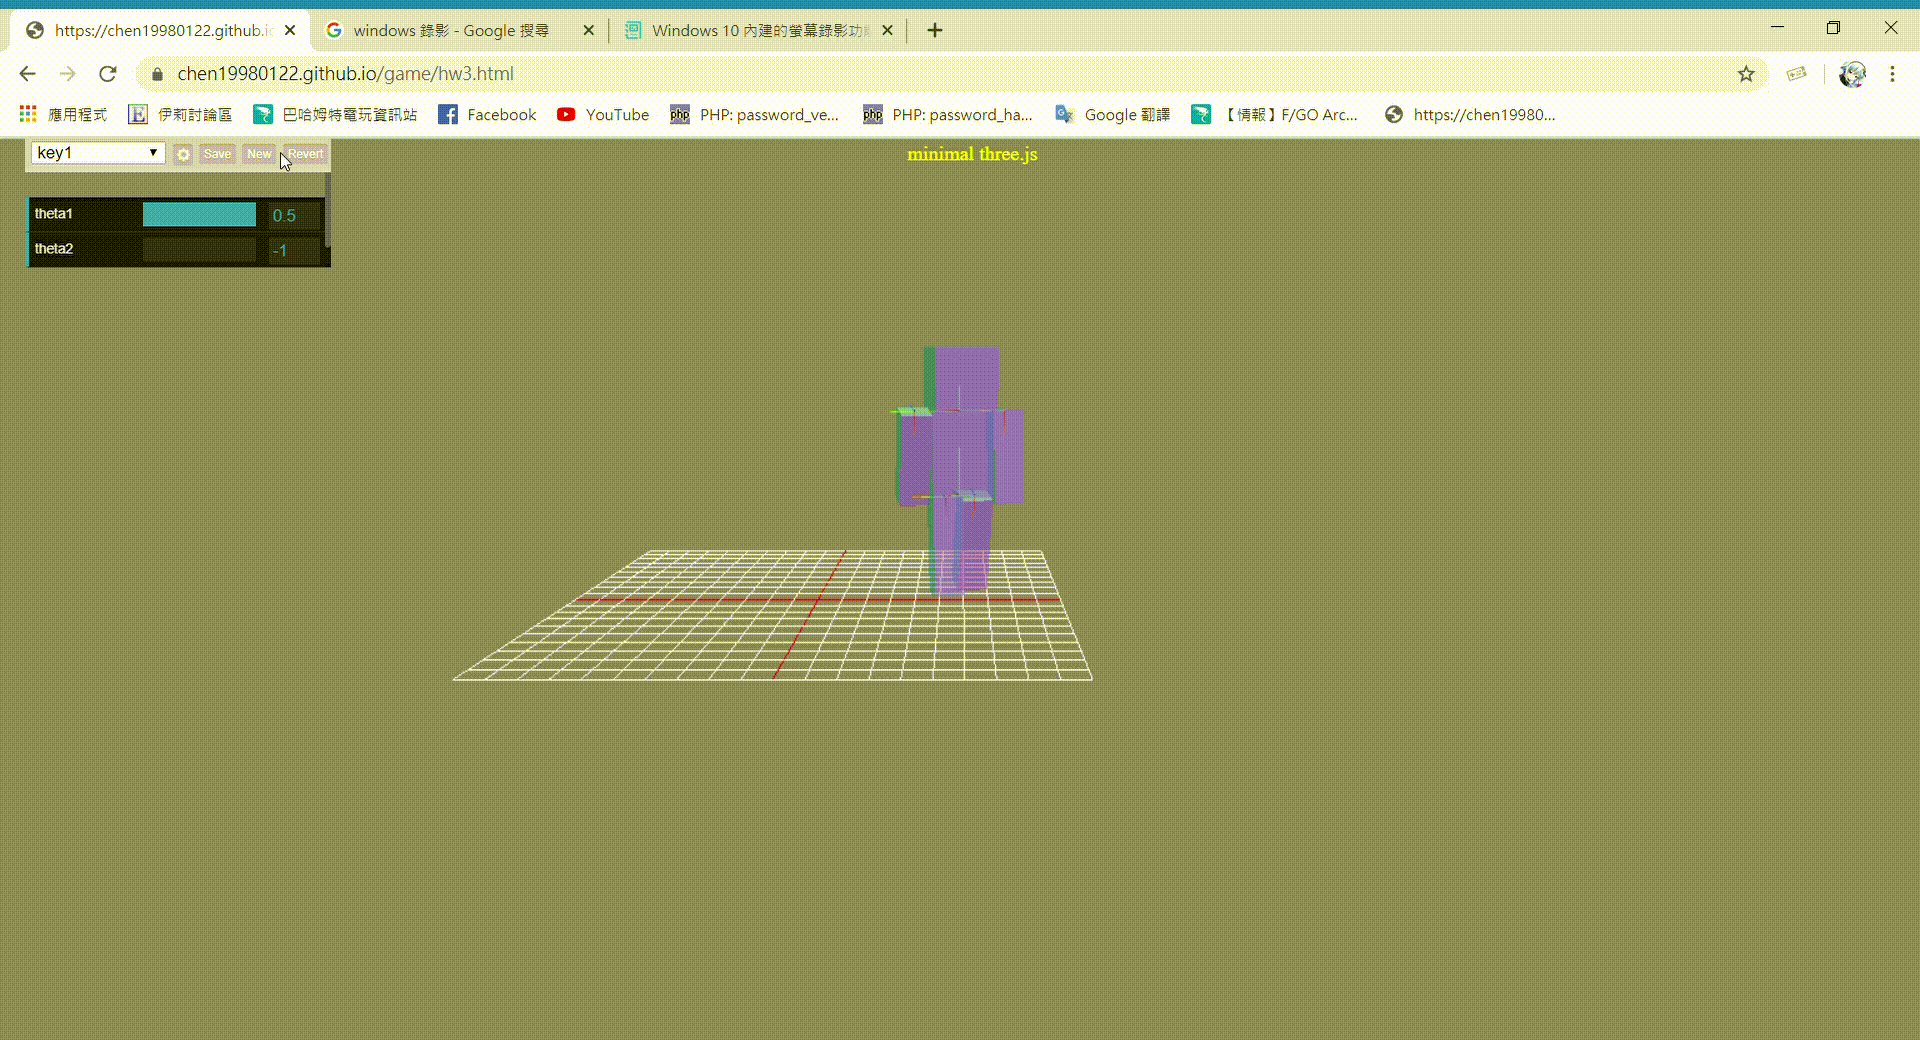 https://chen19980122.github.io
windows 錄影 - Google 搜尋
Windows 10 內建的螢幕錄影功
chen19980122.github.io/game/hw3.html
應用程式
伊莉討論區
巴哈姆特電玩資訊站
Facebook
YouTube
php
PHP: password_ve...
php
PHP: password_ha...
Google 翻譯
【情報】F/GO Arc...
https://chen19980...
key1
Save
New
Revert
minimal three.js
theta1
0.5
theta2
-1